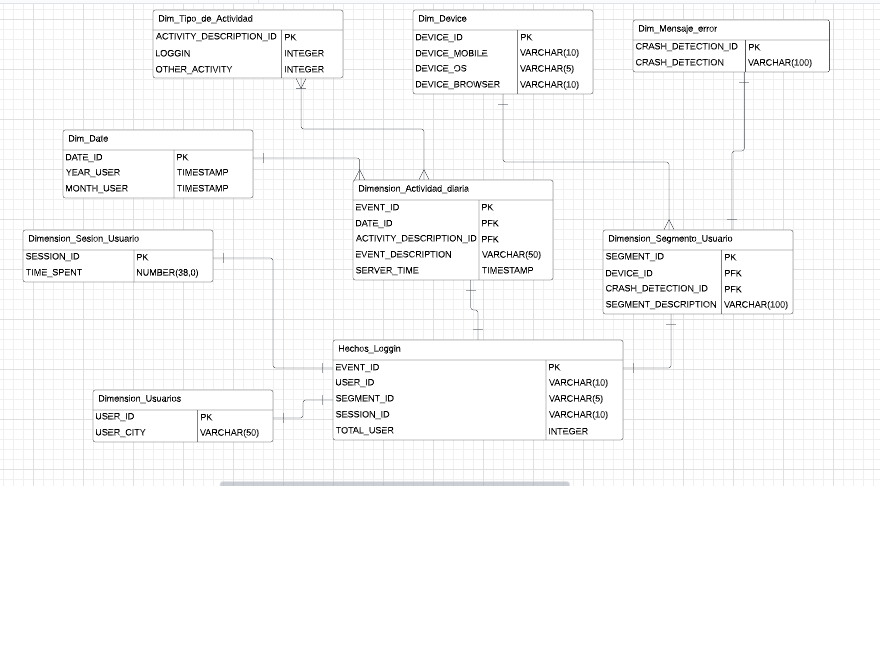 Dim_Tipo_de_Actividad
ACTIVITY_DESCRIPTION_ID PK
LOGGIN INTEGER
OTHER_ACTIVITY INTEGER
Dim_Device
DEVICE_ID PK
DEVICE_MOBILE VARCHAR(10)
DEVICE_OS VARCHAR(5)
DEVICE_BROWSER VARCHAR(10)
Dim_Mensaje_error
CRASH_DETECTION_ID PK
CRASH_DETECTION VARCHAR(100)
Dim_Date
DATE_ID PK
YEAR_USER TIMESTAMP
MONTH_USER TIMESTAMP
Dimension_Actividad_diaria
EVENT_ID PK
DATE_ID PFK
ACTIVITY_DESCRIPTION_ID PFK
EVENT_DESCRIPTION VARCHAR(50)
SERVER_TIME TIMESTAMP
Dimension_Sesion_Usuario
SESSION_ID PK
TIME_SPENT NUMBER(38,0)
Dimension_Segmento_Usuario
SEGMENT_ID PK
DEVICE_ID PFK
CRASH_DETECTION_ID PFK
SEGMENT_DESCRIPTION VARCHAR(100)
Hechos_Loggin
EVENT_ID PK
USER_ID VARCHAR(10)
SEGMENT_ID VARCHAR(5)
SESSION_ID VARCHAR(10)
TOTAL_USER INTEGER
Dimension_Usuarios
USER_ID PK
USER_CITY VARCHAR(50)